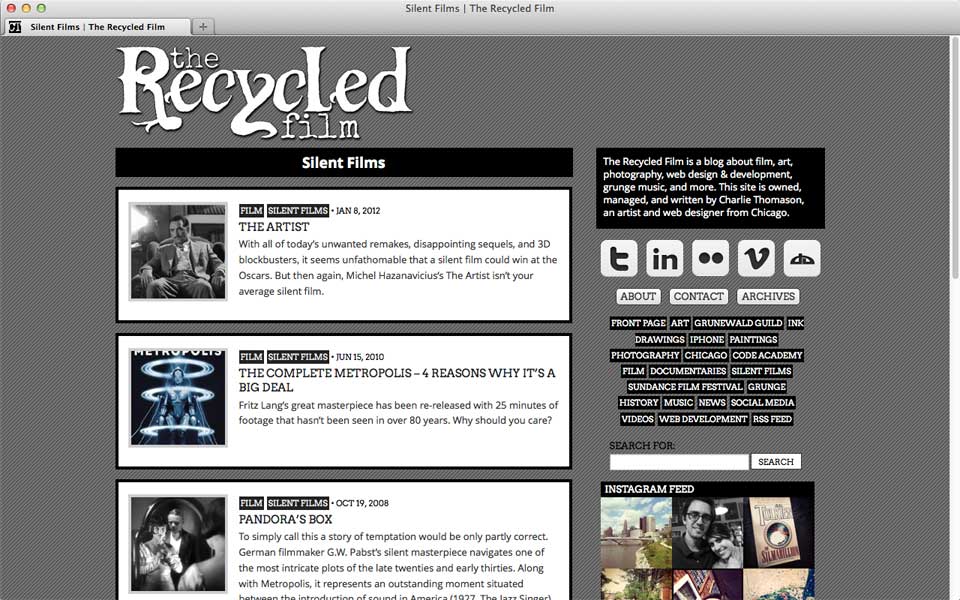 Silent Films | The Recycled Film
Silent Films | The Recycled Film
the
Recycled
film
Silent Films
FILM SILENT FILMS • JAN 8, 2012
THE ARTIST
With all of today's unwanted remakes, disappointing sequels, and 3D
blockbusters, it seems unfathomable that a silent film could win at the
Oscars. But then again, Michel Hazanavicius's The Artist isn't your
average silent film.
METROPOLIS
FILM SILENT FILMS • JUN 15, 2010
THE COMPLETE METROPOLIS – 4 REASONS WHY IT'S A
BIG DEAL
Fritz Lang's great masterpiece has been re-released with 25 minutes of
footage that hasn't been seen in over 80 years. Why should you care?
FILM SILENT FILMS • OCT 19, 2008
PANDORA'S BOX
To simply call this a story of temptation would be only partly correct.
German filmmaker G.W. Pabst's silent masterpiece navigates one of
the most intricate plots of the late twenties and early thirties. Along
with Metropolis, it represents an outstanding moment situated
between the introduction of sound in America (1927, The Jazz Singer)
The Recycled Film is a blog about film, art,
photography, web design & development,
grunge music, and more. This site is owned,
managed, and written by Charlie Thomason,
an artist and web designer from Chicago.
t in v
ABOUT CONTACT ARCHIVES
FRONT PAGE ART GRUNEWALD GUILD INK
DRAWINGS IPHONE PAINTINGS
PHOTOGRAPHY CHICAGO CODE ACADEMY
FILM DOCUMENTARIES SILENT FILMS
SUNDANCE FILM FESTIVAL GRUNGE
HISTORY MUSIC NEWS SOCIAL MEDIA
VIDEOS WEB DEVELOPMENT RSS FEED
SEARCH FOR:
SEARCH
INSTAGRAM FEED
TOLKIEN
SILMARILLION